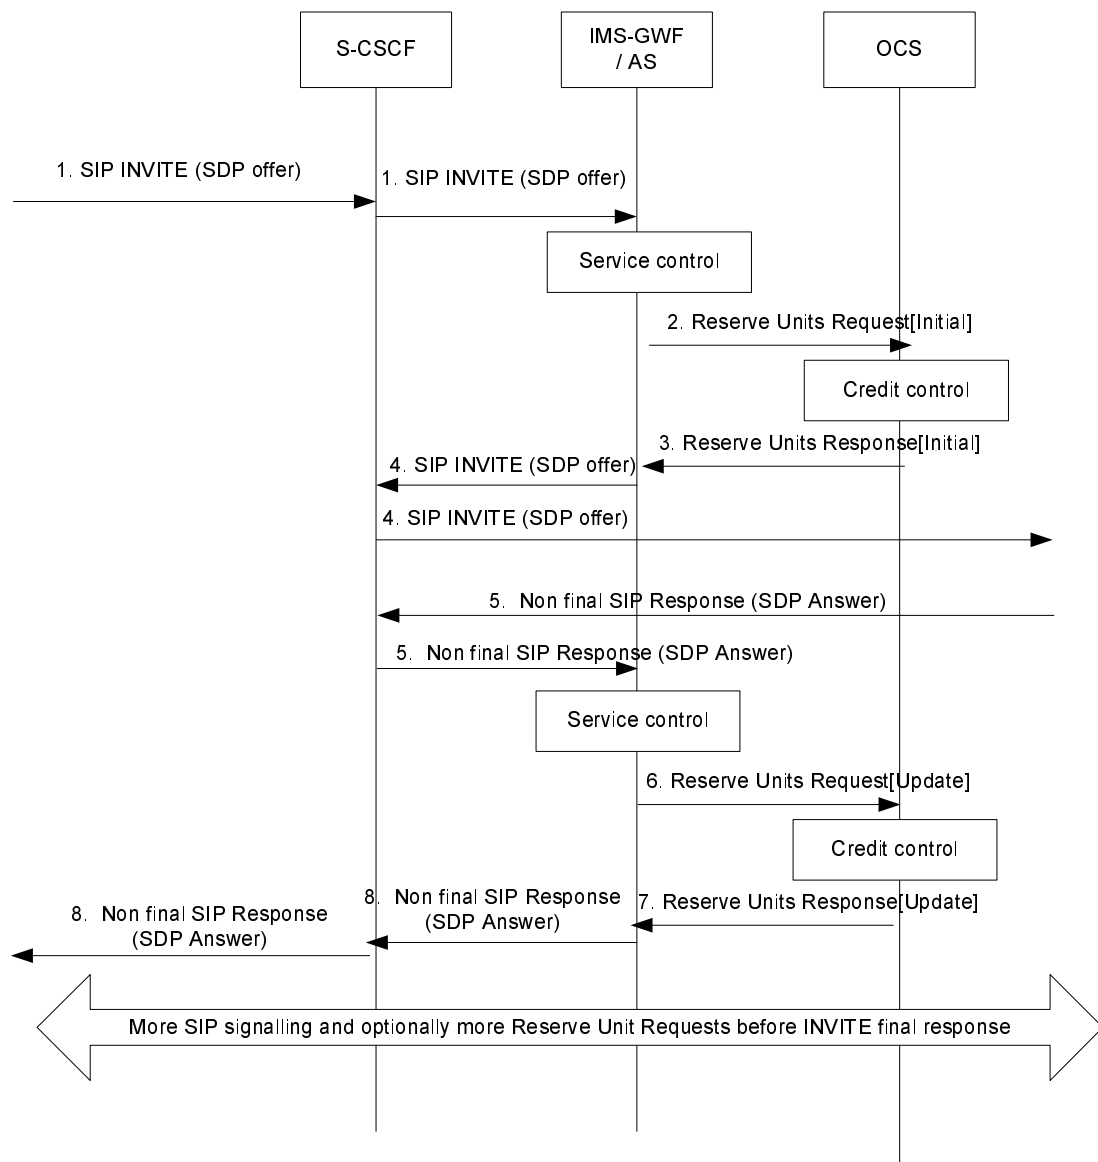 S-CSCF
IMS-GWF
/ AS
OCS
1. SIP INVITE (SDP offer)
1. SIP INVITE (SDP offer)
Service control
2. Reserve Units Request[Initial]
Credit control
3. Reserve Units Response[Initial]
4. SIP INVITE (SDP offer)
4. SIP INVITE (SDP offer)
5.  Non final SIP Response (SDP Answer)
5.  Non final SIP Response (SDP Answer)
Service control
6. Reserve Units Request[Update]
Credit control
8.  Non final SIP Response
(SDP Answer)
7. Reserve Units Response[Update]
8.  Non final SIP Response
(SDP Answer)
More SIP signalling and optionally more Reserve Unit Requests before INVITE final response